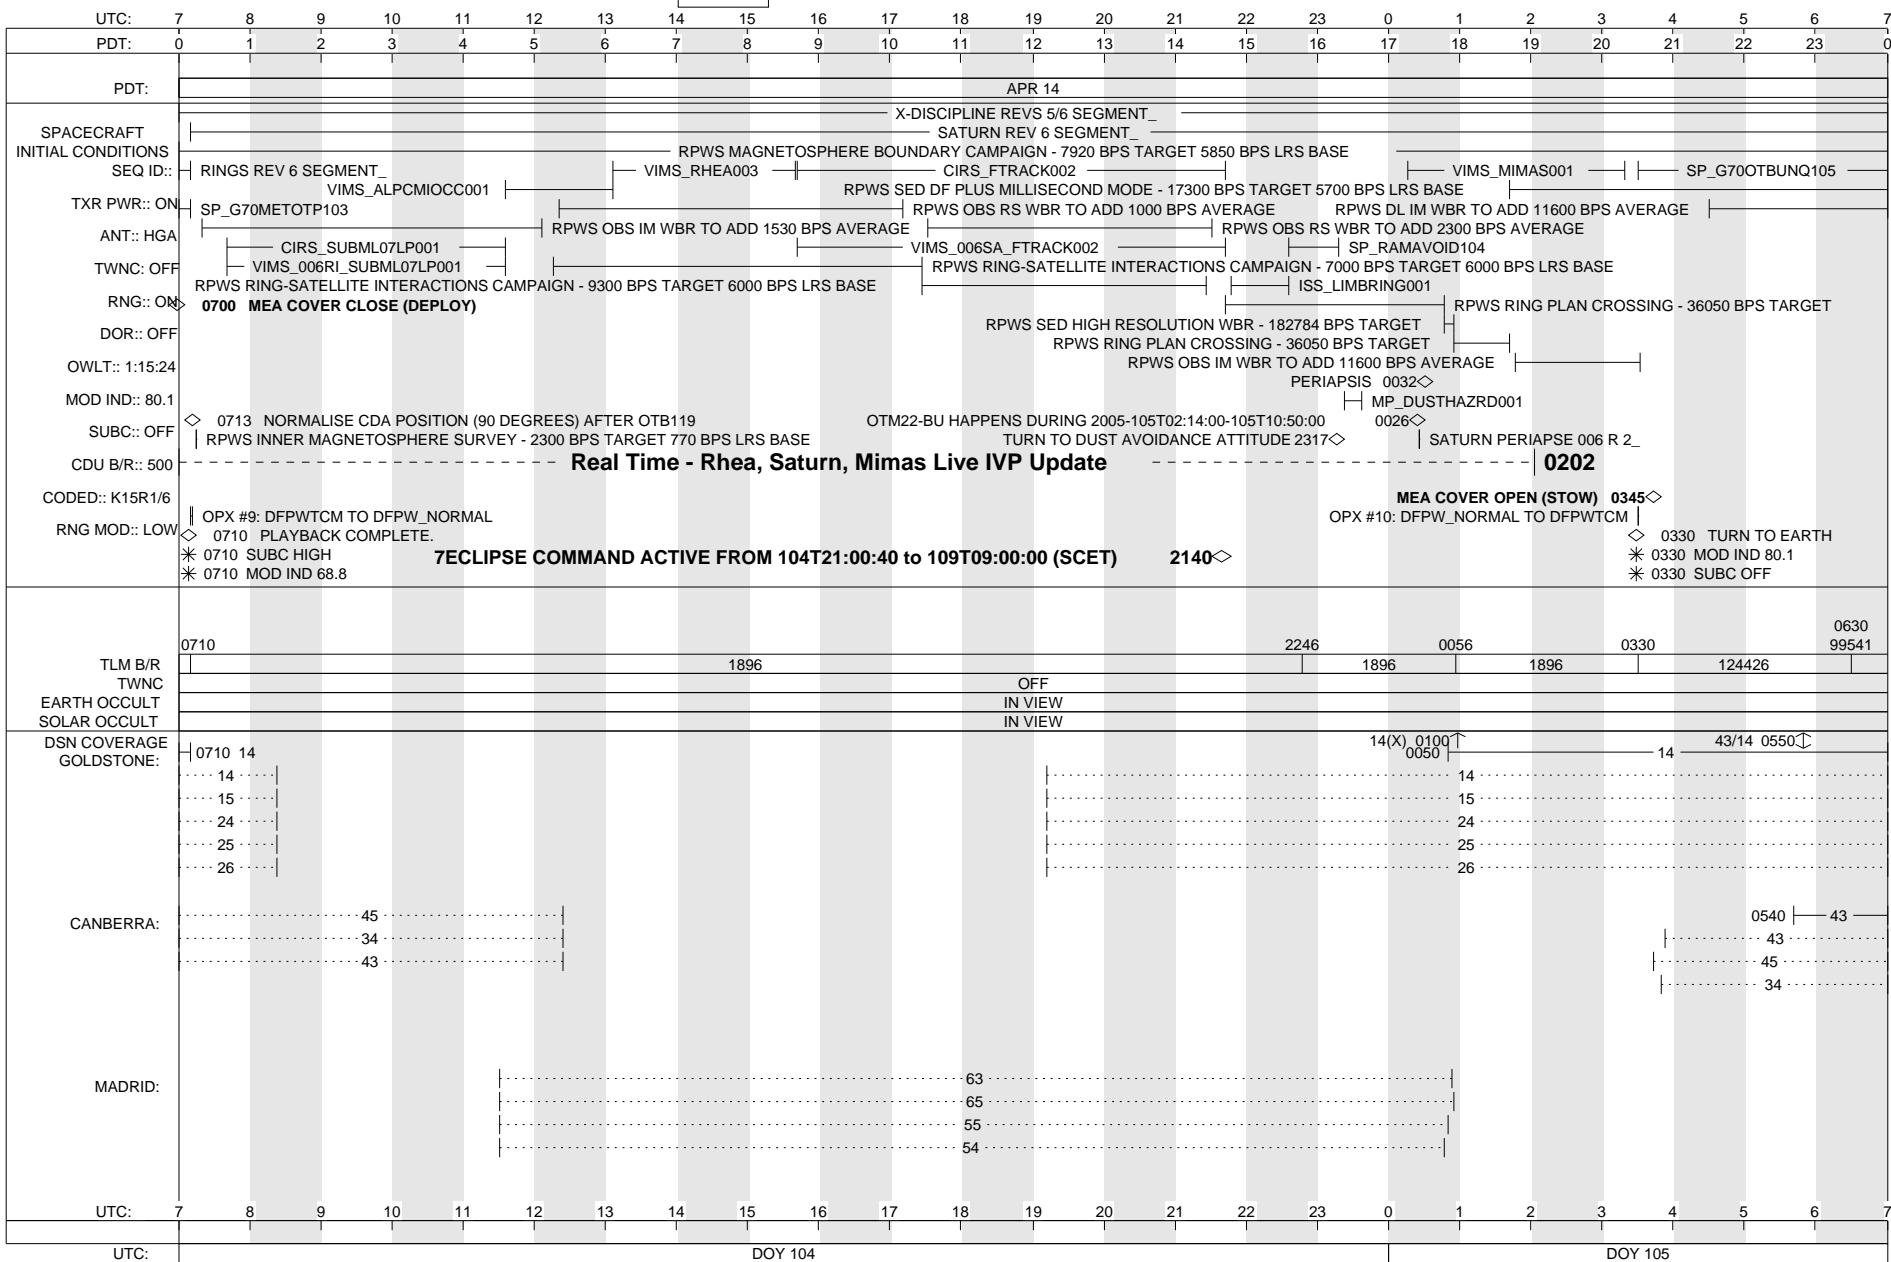 UTC: 7 8 9 10 11 12 13 14 15 16 17 18 19 20 21 22 23 0 1 2 3 4 5 6 7
PDT: 0 1 2 3 4 5 6 7 8 9 10 11 12 13 14 15 16 17 18 19 20 21 22 23 0
PDT: APR 14
X-DISCIPLINE REVS 5/6 SEGMENT_
SPACECRAFT SATURN REV 6 SEGMENT_
INITIAL CONDITIONS RPWS MAGNETOSPHERE BOUNDARY CAMPAIGN - 7920 BPS TARGET 5850 BPS LRS BASE
SEQ ID:: RINGS REV 6 SEGMENT_ VIMS_RHEA003 CIRS_FTRACK002 VIMS_MIMAS001 SP_G70OTBUNQ105
VIMS_ALPCMIOCC001 RPWS SED DF PLUS MILLISECOND MODE - 17300 BPS TARGET 5700 BPS LRS BASE
TXR PWR:: ON SP_G70METOTP103 RPWS OBS RS WBR TO ADD 1000 BPS AVERAGE RPWS DL IM WBR TO ADD 11600 BPS AVERAGE
ANT:: HGA RPWS OBS IM WBR TO ADD 1530 BPS AVERAGE RPWS OBS RS WBR TO ADD 2300 BPS AVERAGE
CIRS_SUBML07LP001 VIMS_006SA_FTRACK002 SP_RAMAVOID104
TWNC: OFF VIMS_006RI_SUBML07LP001 RPWS RING-SATELLITE INTERACTIONS CAMPAIGN - 7000 BPS TARGET 6000 BPS LRS BASE
RPWS RING-SATELLITE INTERACTIONS CAMPAIGN - 9300 BPS TARGET 6000 BPS LRS BASE ISS_LIMBRING001
RNG:: ON 0700 MEA COVER CLOSE (DEPLOY) RPWS RING PLAN CROSSING - 36050 BPS TARGET
DOR:: OFF RPWS SED HIGH RESOLUTION WBR - 182784 BPS TARGET
RPWS RING PLAN CROSSING - 36050 BPS TARGET
OWLT:: 1:15:24 RPWS OBS IM WBR TO ADD 11600 BPS AVERAGE
PERIAPSIS 0032
MOD IND:: 80.1 MP_DUSTHAZRD001
0713 NORMALISE CDA POSITION (90 DEGREES) AFTER OTB119 OTM22-BU HAPPENS DURING 2005-105T02:14:00-105T10:50:00 0026
SUBC:: OFF RPWS INNER MAGNETOSPHERE SURVEY - 2300 BPS TARGET 770 BPS LRS BASE TURN TO DUST AVOIDANCE ATTITUDE 2317 SATURN PERIAPSE 006 R 2_
CDU B/R:: 500 Real Time - Rhea, Saturn, Mimas Live IVP Update 0202
CODED:: K15R1/6 MEA COVER OPEN (STOW) 0345
OPX #9: DFPWTCM TO DFPW_NORMAL OPX #10: DFPW_NORMAL TO DFPWTCM
RNG MOD:: LOW 0710 PLAYBACK COMPLETE. 0330 TURN TO EARTH
0710 SUBC HIGH 7ECLIPSE COMMAND ACTIVE FROM 104T21:00:40 to 109T09:00:00 (SCET) 2140 0330 MOD IND 80.1
0710 MOD IND 68.8 0330 SUBC OFF
0630
0710 2246 0056 0330 99541
TLM B/R 1896 1896 1896 124426
TWNC OFF
EARTH OCCULT IN VIEW
SOLAR OCCULT IN VIEW
DSN COVERAGE 14(X) 0100 43/14 0550
GOLDSTONE: 0710 14 0050 14
14 14
15 15
24 24
25 25
26 26
CANBERRA: 45 0540 43
34 43
43 45
34
MADRID: 63
65
55
54
UTC: 7 8 9 10 11 12 13 14 15 16 17 18 19 20 21 22 23 0 1 2 3 4 5 6 7
UTC: DOY 104 DOY 105